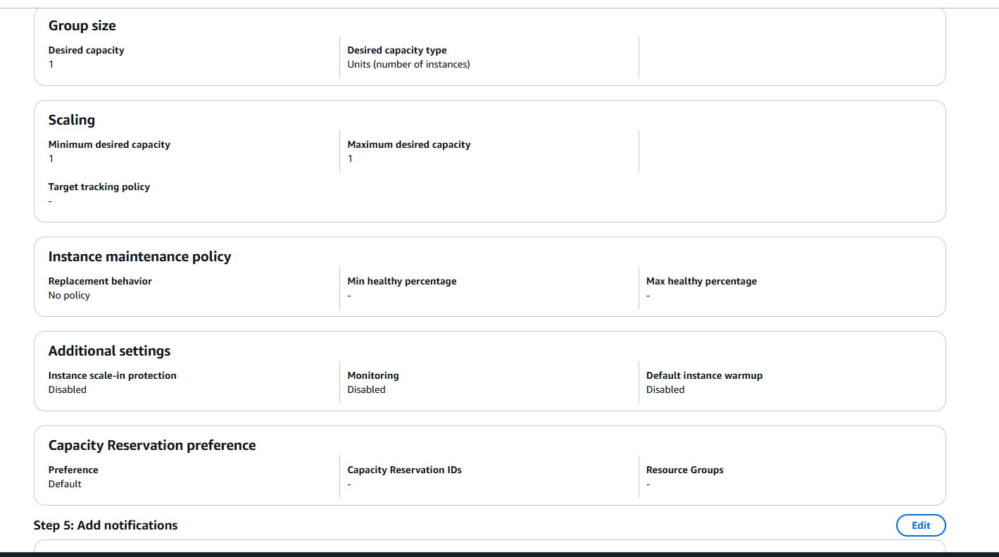 Group size
Desired capacity
1
Desired capacity type
Units (number of instances)
Scaling
Minimum desired capacity
1
Maximum desired capacity
1
Target tracking policy
-
Instance maintenance policy
Replacement behavior
No policy
Min healthy percentage
-
Max healthy percentage
-
Additional settings
Instance scale-in protection
Disabled
Monitoring
Disabled
Default instance warmup
Disabled
Capacity Reservation preference
Preference
Default
Capacity Reservation IDs
-
Resource Groups
-
Step 5: Add notifications
Edit